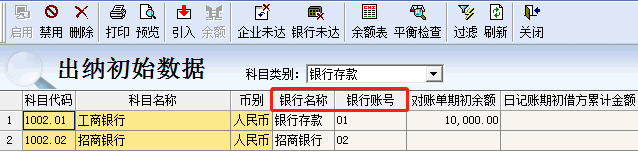 启用 禁用 删除 打印 预览 引入 余额 企业未达 银行未达 余额表 平衡检查 过滤 刷新 关闭
出纳初始数据 科目类别: 银行存款
科目代码 科目名称 币别 银行名称 银行账号 对账单期初余额 日记账期初借方累计金额
1 1002.01 工商银行 人民币 银行存款 01 10,000.00
2 1002.02 招商银行 人民币 招商银行 02